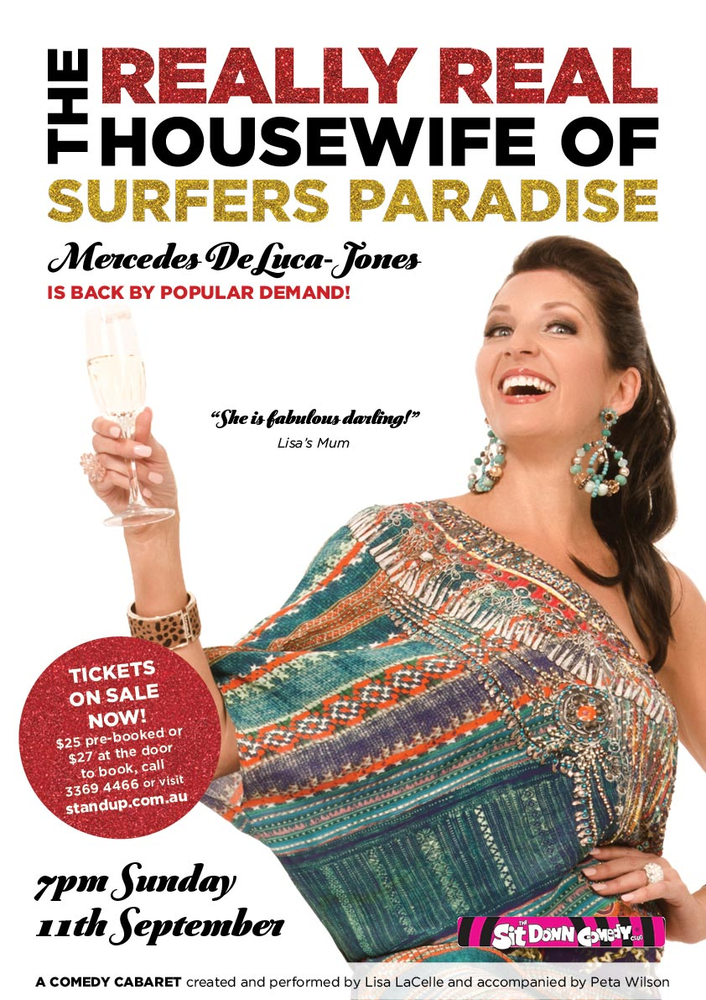 THE REALLY REAL
HOUSEWIFE OF
SURFERS PARADISE
Mercedes DeLuca-Jones
IS BACK BY POPULAR DEMAND!
“She is fabulous darling!”
Lisa’s Mum
TICKETS
ON SALE
NOW!
$25 pre-booked or
$27 at the door
to book, call
3369 4466 or visit
standup.com.au
7pm Sunday
11th September
THE
Sit DOWN COMeDY CLUB
A COMEDY CABARET created and performed by Lisa LaCelle and accompanied by Peta Wilson